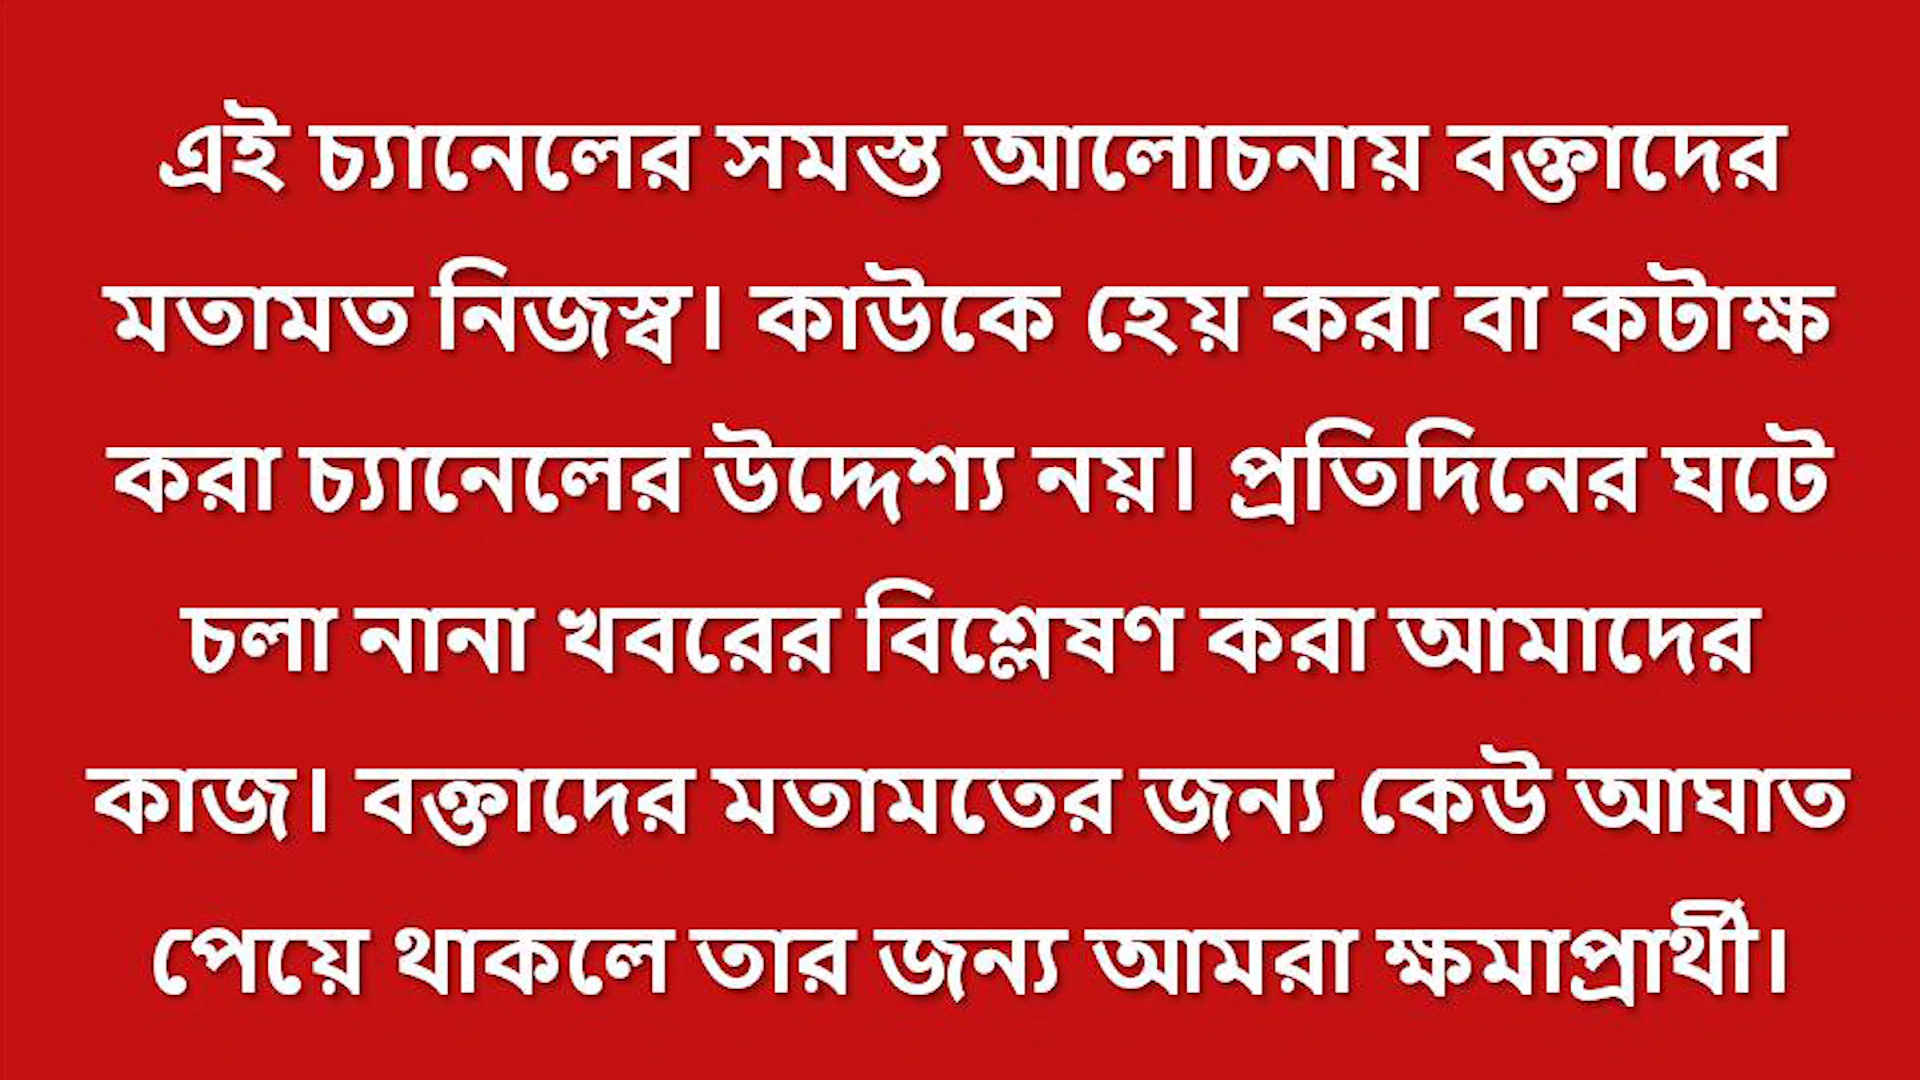 এই চ্যানেলের সমস্ত আলোচনায় বক্তাদের
মতামত নিজস্ব। কাউকে হেয় করা বা কটাক্ষ
করা চ্যানেলের উদ্দেশ্য নয়। প্রতিদিনের ঘটে
চলা নানা খবরের বিশ্লেষণ করা আমাদের
কাজ। বক্তাদের মতামতের জন্য কেউ আঘাত
পেয়ে থাকলে তার জন্য আমরা ক্ষমাপ্রার্থী।